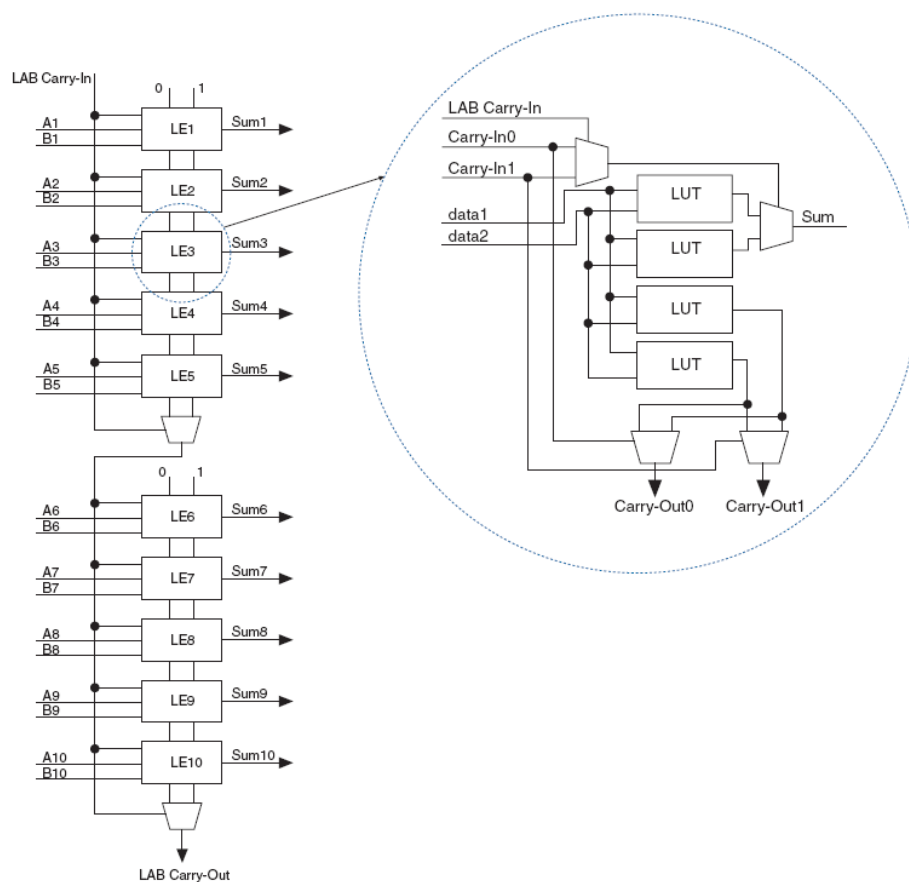 LAB Carry-In
0 1
A1
B1
LE1
Sum1
A2
B2
LE2
Sum2
A3
B3
LE3
Sum3
A4
B4
LE4
Sum4
A5
B5
LE5
Sum5
0 1
A6
B6
LE6
Sum6
A7
B7
LE7
Sum7
A8
B8
LE8
Sum8
A9
B9
LE9
Sum9
A10
B10
LE10
Sum10
LAB Carry-Out
LAB Carry-In
Carry-In0
Carry-In1
data1
data2
LUT
LUT
LUT
LUT
Sum
Carry-Out0
Carry-Out1